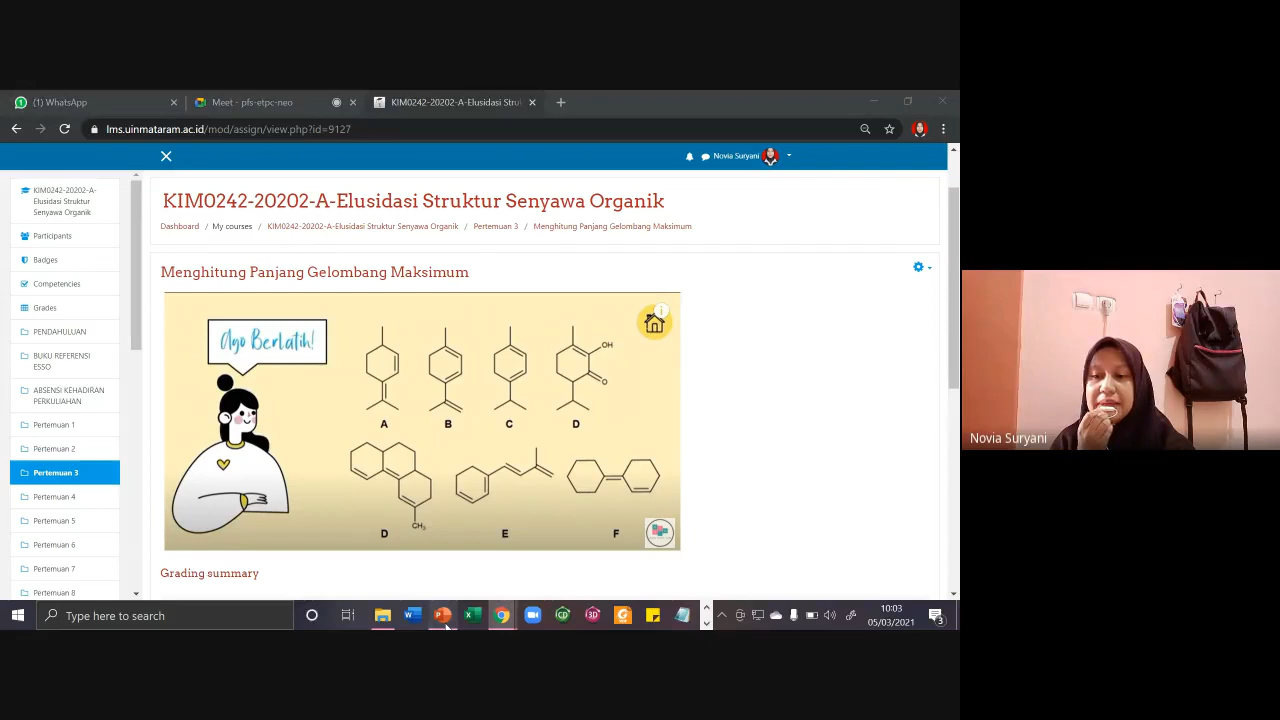 (1) WhatsApp
Meet - pfs-etpc-neo
KIM0242-20202-A-Elusidasi Stru
lms.uinmataram.ac.id/mod/assign/view.php?id=9127
Novia Suryani
KIM0242-20202-A-
Elusidasi Struktur
Senyawa Organik
Participants
Badges
Competencies
Grades
PENDAHULUAN
BUKU REFERENSI
ESSO
ABSENSI KEHADIRAN
PERKULIAHAN
Pertemuan 1
Pertemuan 2
Pertemuan 3
Pertemuan 4
Pertemuan 5
Pertemuan 6
Pertemuan 7
Pertemuan 8
KIM0242-20202-A-Elusidasi Struktur Senyawa Organik
Dashboard / My courses / KIM0242-20202-A-Elusidasi Struktur Senyawa Organik / Pertemuan 3 / Menghitung Panjang Gelombang Maksimum
Menghitung Panjang Gelombang Maksimum
Ayo Berlatih!
OH
O
A B C D
CH3
D E F
Grading summary
Novia Suryani
Type here to search
10:03
05/03/2021
3